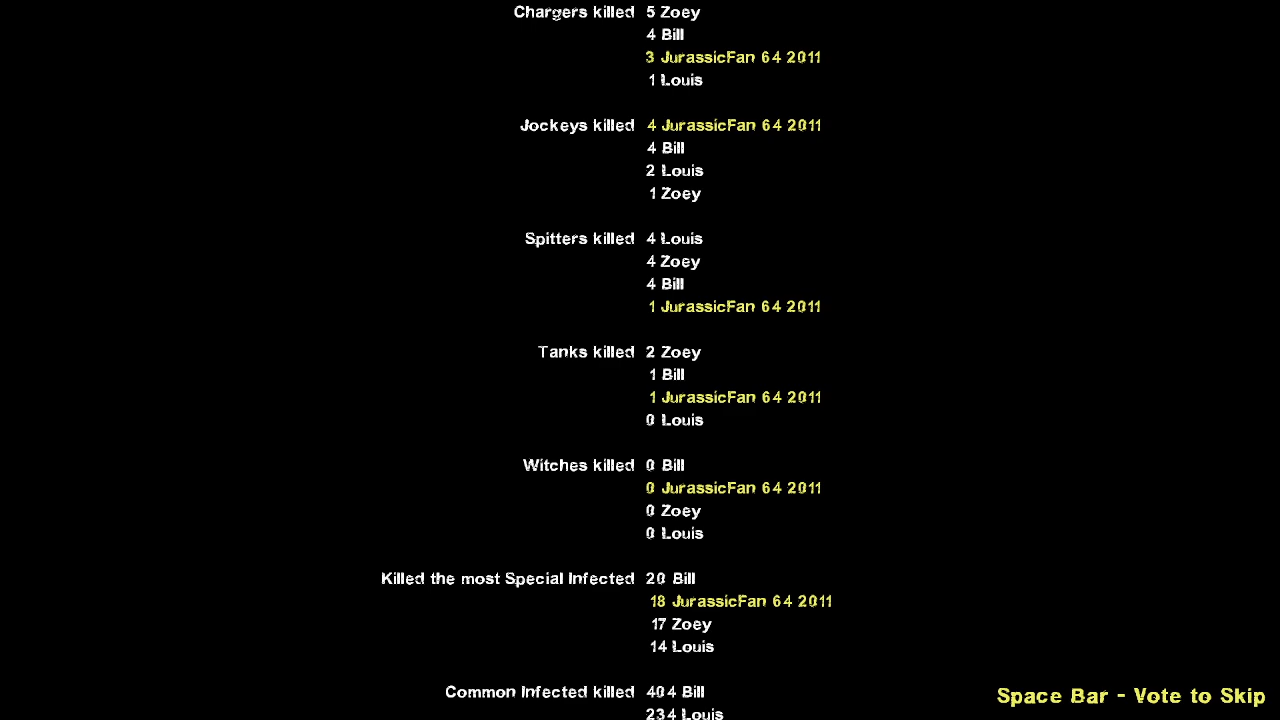 Chargers killed 5 Zoey
4 Bill
3 JurassicFan 64 2011
1 Louis
Jockeys killed 4 JurassicFan 64 2011
4 Bill
2 Louis
1 Zoey
Spitters killed 4 Louis
4 Zoey
4 Bill
1 JurassicFan 64 2011
Tanks killed 2 Zoey
1 Bill
1 JurassicFan 64 2011
0 Louis
Witches killed 0 Bill
0 JurassicFan 64 2011
0 Zoey
0 Louis
Killed the most Special Infected 20 Bill
18 JurassicFan 64 2011
17 Zoey
14 Louis
Common Infected killed 404 Bill
234 Louis
Space Bar - Vote to Skip